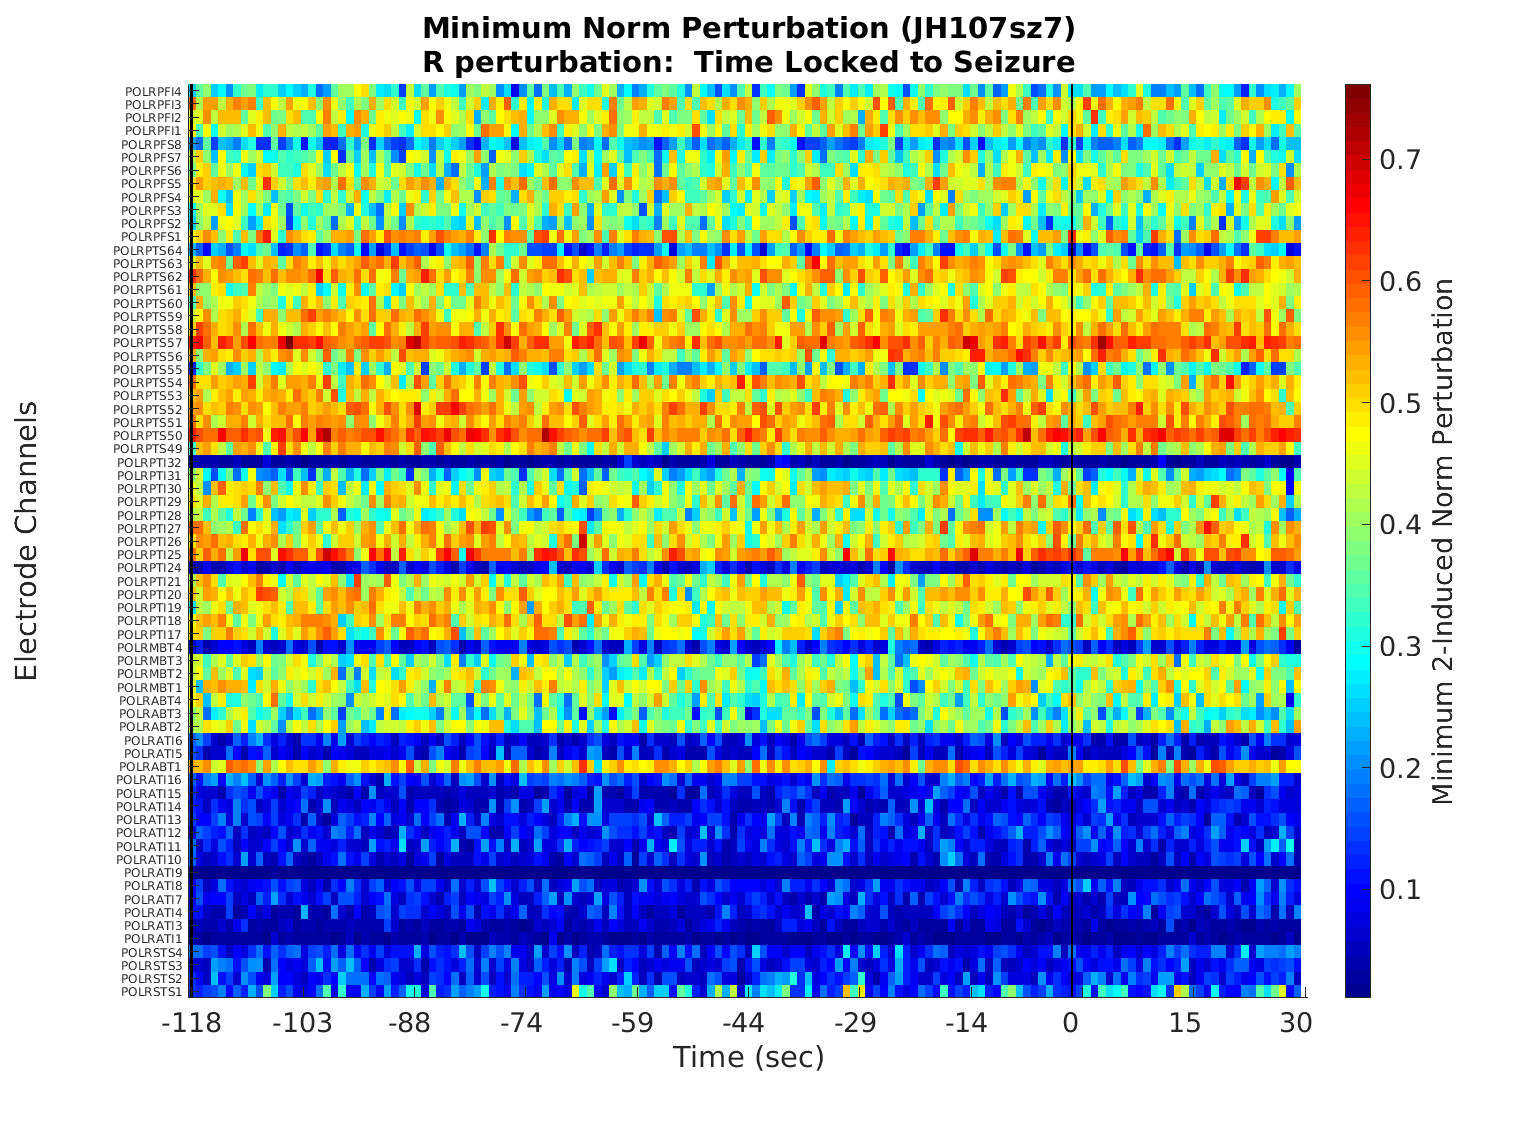 Minimum Norm Perturbation (JH107sz7)
R perturbation:  Time Locked to Seizure
Electrode Channels
POLRPFI4
POLRPFI3
POLRPFI2
POLRPFI1
POLRPFS8
POLRPFS7
POLRPFS6
POLRPFS5
POLRPFS4
POLRPFS3
POLRPFS2
POLRPFS1
POLRPTS64
POLRPTS63
POLRPTS62
POLRPTS61
POLRPTS60
POLRPTS59
POLRPTS58
POLRPTS57
POLRPTS56
POLRPTS55
POLRPTS54
POLRPTS53
POLRPTS52
POLRPTS51
POLRPTS50
POLRPTS49
POLRPTI32
POLRPTI31
POLRPTI30
POLRPTI29
POLRPTI28
POLRPTI27
POLRPTI26
POLRPTI25
POLRPTI24
POLRPTI21
POLRPTI20
POLRPTI19
POLRPTI18
POLRPTI17
POLRMBT4
POLRMBT3
POLRMBT2
POLRMBT1
POLRABT4
POLRABT3
POLRABT2
POLRATI6
POLRATI5
POLRABT1
POLRATI16
POLRATI15
POLRATI14
POLRATI13
POLRATI12
POLRATI11
POLRATI10
POLRATI9
POLRATI8
POLRATI7
POLRATI4
POLRATI3
POLRATI1
POLRSTS4
POLRSTS3
POLRSTS2
POLRSTS1
-118 -103 -88 -74 -59 -44 -29 -14 0 15 30
Time (sec)
0.7
0.6
0.5
0.4
0.3
0.2
0.1
Minimum 2-Induced Norm Perturbation